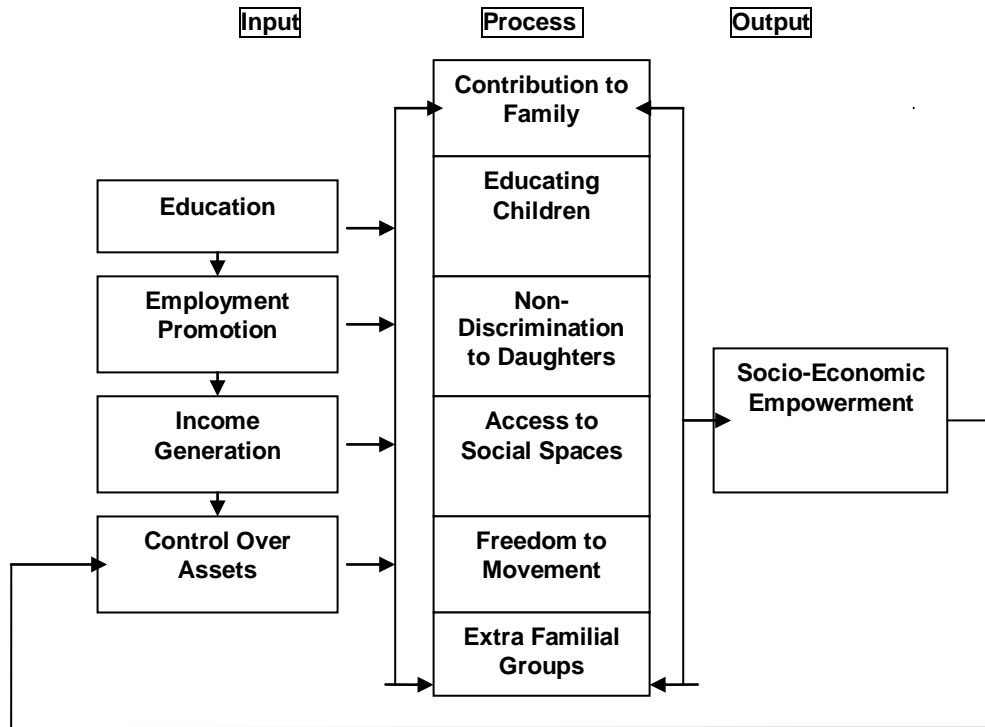 Input
Process
Output
Contribution to
Family
Educating
Children
Non-
Discrimination
to Daughters
Access to
Social Spaces
Freedom to
Movement
Extra Familial
Groups
Education
Employment
Promotion
Income
Generation
Control Over
Assets
Socio-Economic
Empowerment